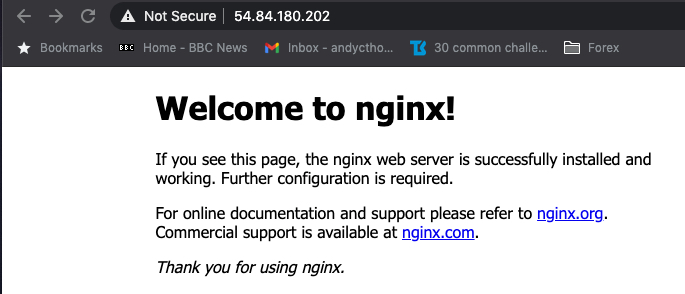 Not Secure | 54.84.180.202
Bookmarks BBC Home - BBC News Inbox - andyctho... 30 common challe... Forex
Welcome to nginx!
If you see this page, the nginx web server is successfully installed and
working. Further configuration is required.
For online documentation and support please refer to nginx.org.
Commercial support is available at nginx.com.
Thank you for using nginx.